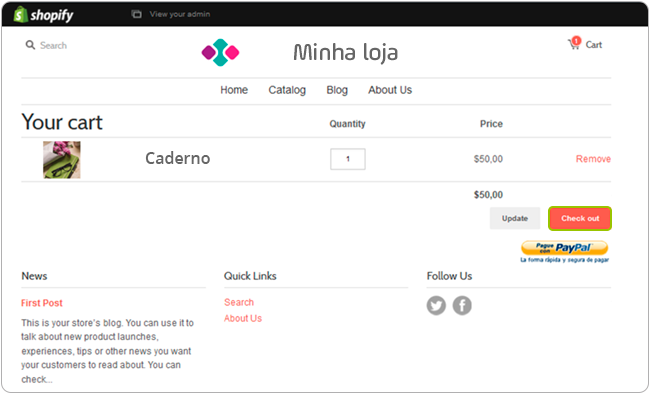 shopify
View your admin
Search
Minha loja
1
Cart
Home Catalog Blog About Us
Your cart Quantity Price
Caderno 1 $50,00 Remove
$50,00
Update Check out
Pague con PayPal
La forma rápida y segura de pagar
News Quick Links Follow Us
First Post Search
About Us
This is your store's blog. You can use it to
talk about new product launches,
experiences, tips or other news you want
your customers to read about. You can
check...